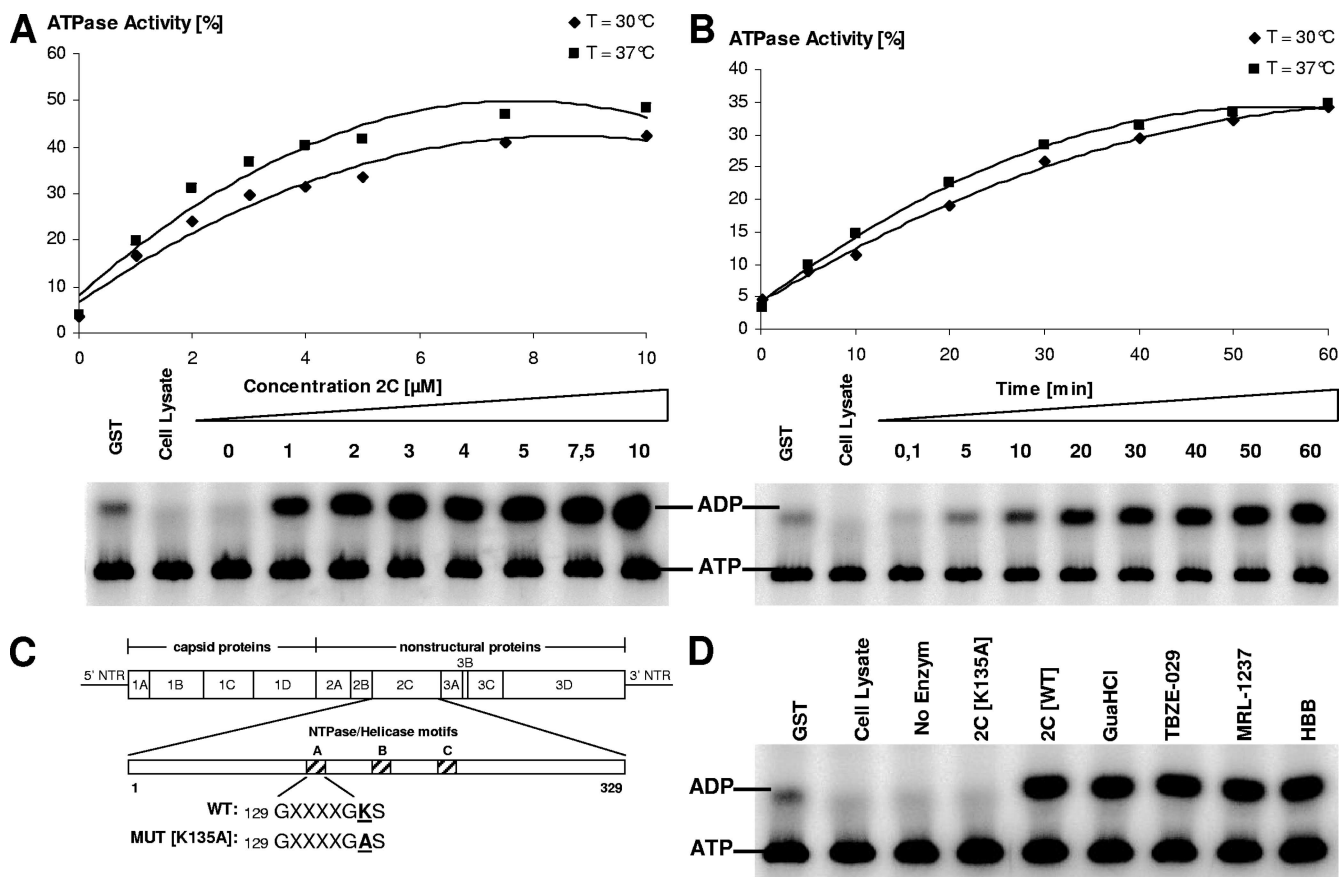 A
ATPase Activity [%]
T = 30°C
T = 37°C
60
50
40
30
20
10
0
0 2 4 6 8 10
Concentration 2C [µM]
GST
Cell Lysate
0 1 2 3 4 5 7,5 10
ADP
ATP
B
ATPase Activity [%]
T = 30°C
T = 37°C
40
35
30
25
20
15
10
5
0
0 10 20 30 40 50 60
Time [min]
GST
Cell Lysate
0,1 5 10 20 30 40 50 60
C
capsid proteins nonstructural proteins
5' NTR 1A 1B 1C 1D 2A 2B 2C 3A 3B 3C 3D 3' NTR
NTPase/Helicase motifs
A B C
1 329
WT: 129 GXXXXGKS
MUT [K135A]: 129 GXXXXGAS
D
GST
Cell Lysate
No Enzym
2C [K135A]
2C [WT]
GuaHCl
TBZE-029
MRL-1237
HBB
ADP
ATP